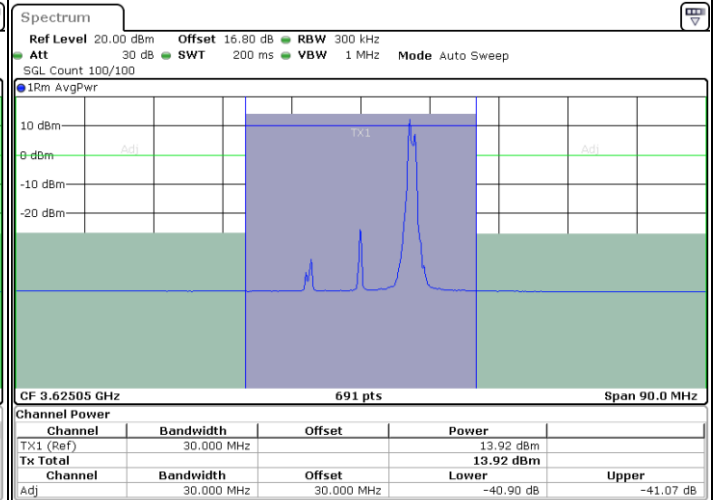 Spectrum
Ref Level 20.00 dBm Offset 16.80 dB RBW 300 kHz
Att 30 dB SWT 200 ms VBW 1 MHz Mode Auto Sweep
SGL Count 100/100
1Rm AvgPwr
10 dBm
TX1
Adj
Adj
0 dBm
-10 dBm
-20 dBm
CF 3.62505 GHz 691 pts Span 90.0 MHz
Channel Power
Channel Bandwidth Offset Power
TX1 (Ref) 30.000 MHz 13.92 dBm
Tx Total 13.92 dBm
Channel Bandwidth Offset Lower Upper
Adj 30.000 MHz 30.000 MHz -40.90 dB -41.07 dB